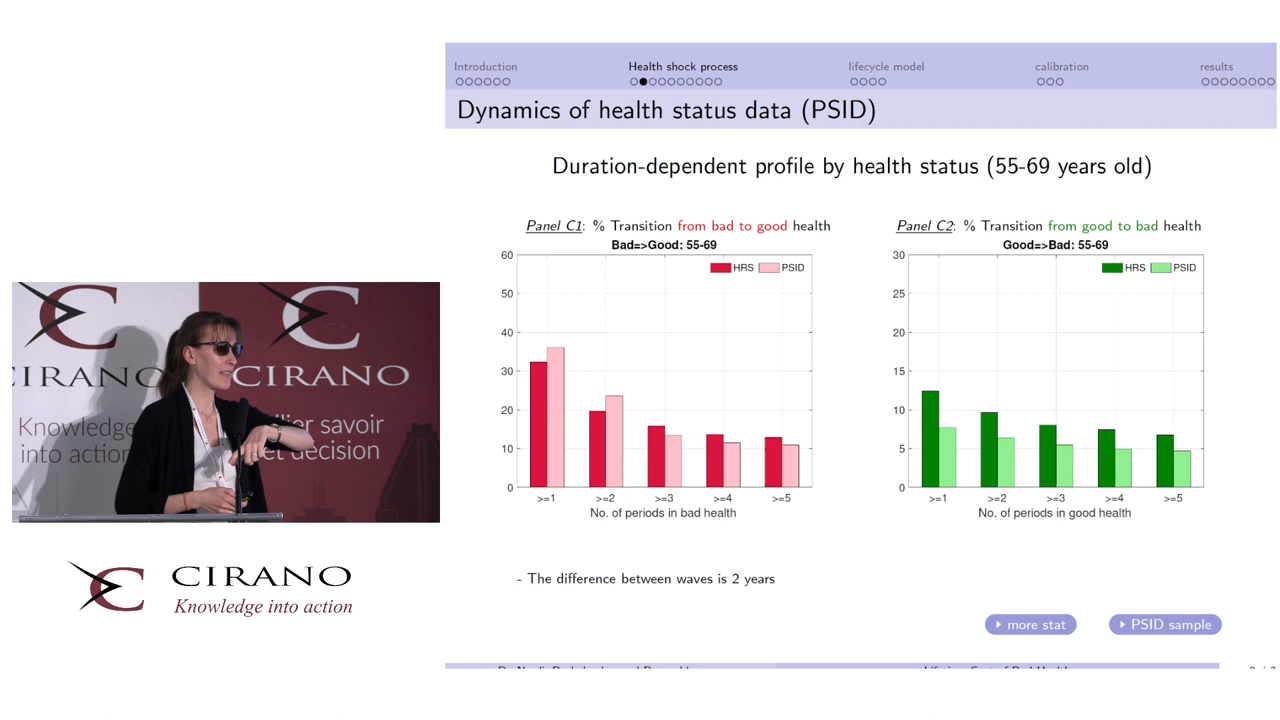 Introduction
Health shock process
lifecycle model
calibration
results
Dynamics of health status data (PSID)
Duration-dependent profile by health status (55-69 years old)
Panel C1: % Transition from bad to good health
Bad=>Good: 55-69
HRS PSID
60
50
40
30
20
10
0
>=1 >=2 >=3 >=4 >=5
No. of periods in bad health
Panel C2: % Transition from good to bad health
Good=>Bad: 55-69
HRS PSID
30
25
20
15
10
5
0
>=1 >=2 >=3 >=4 >=5
No. of periods in good health
- The difference between waves is 2 years
more stat
PSID sample
CIRANO
Knowledge
into action
CIRANO
lier savoir
et decision
CIRANO
Knowledge into action